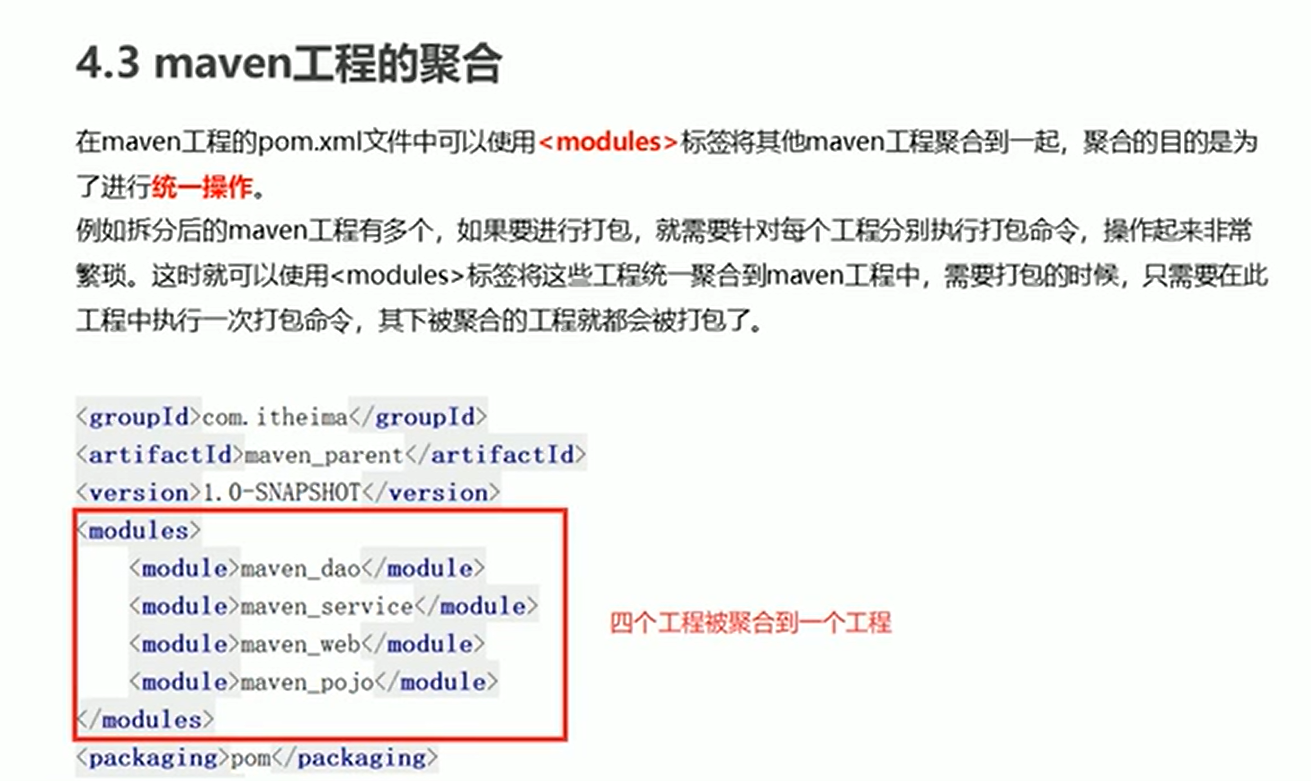 4.3 maven工程的聚合
在maven工程的pom.xml文件中可以使用<modules>标签将其他maven工程聚合到一起，聚合的目的是为
了进行统一操作。
例如拆分后的maven工程有多个，如果要进行打包，就需要针对每个工程分别执行打包命令，操作起来非常
繁琐。这时就可以使用<modules>标签将这些工程统一聚合到maven工程中，需要打包的时候，只需要在此
工程中执行一次打包命令，其下被聚合的工程就都会被打包了。
<groupId>com.itheima</groupId>
<artifactId>maven_parent</artifactId>
<version>1.0-SNAPSHOT</version>
<modules>
<module>maven_dao</module>
<module>maven_service</module>
四个工程被聚合到一个工程
<module>maven_web</module>
<module>maven_pojo</module>
</modules>
<packaging>pom</packaging>